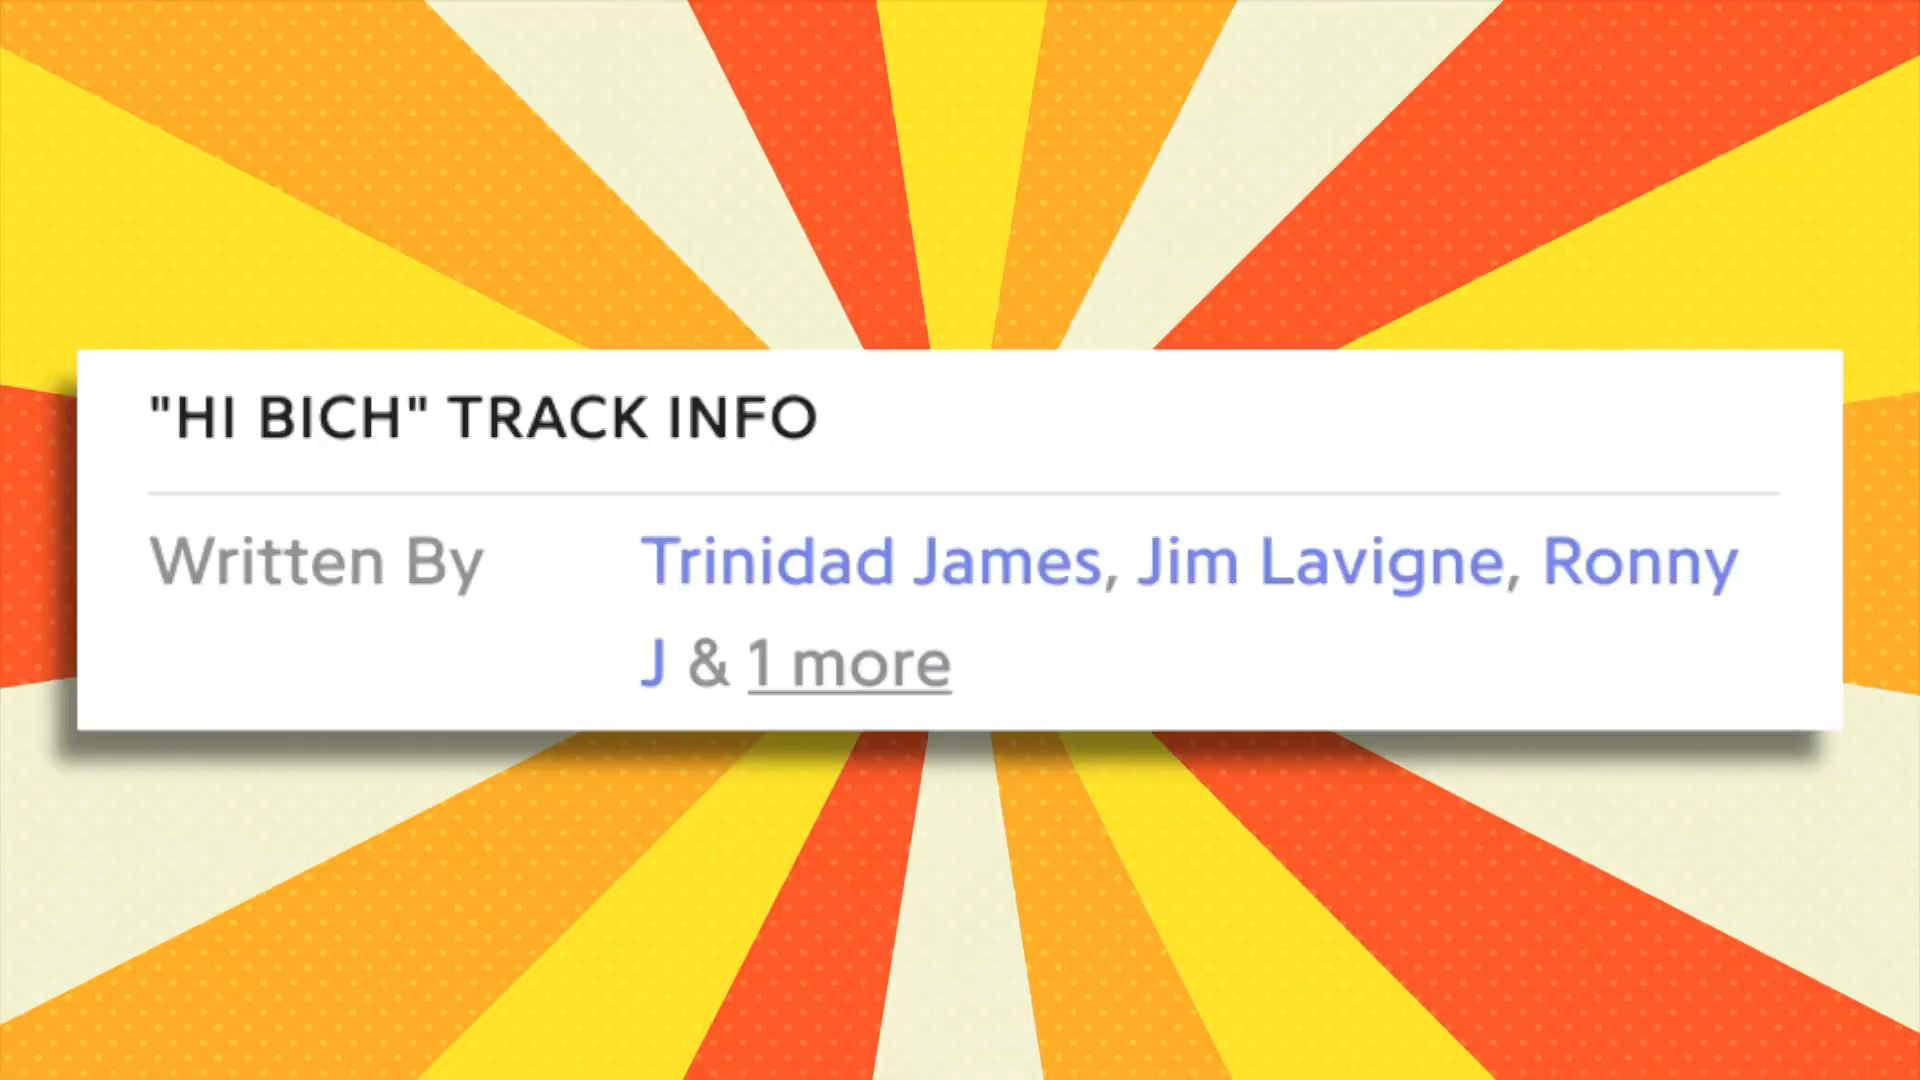 "HI BICH" TRACK INFO
Written By Trinidad James, Jim Lavigne, Ronny
J & 1 more